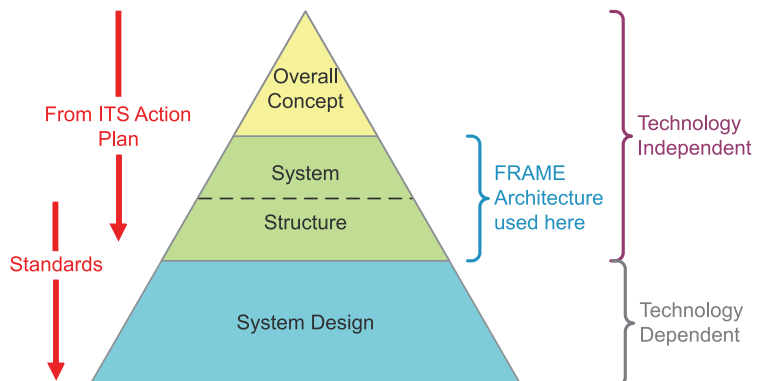 Overall
Concept
From ITS Action
Plan
System
Structure
FRAME
Architecture
used here
Technology
Independent
Standards
System Design
Technology
Dependent